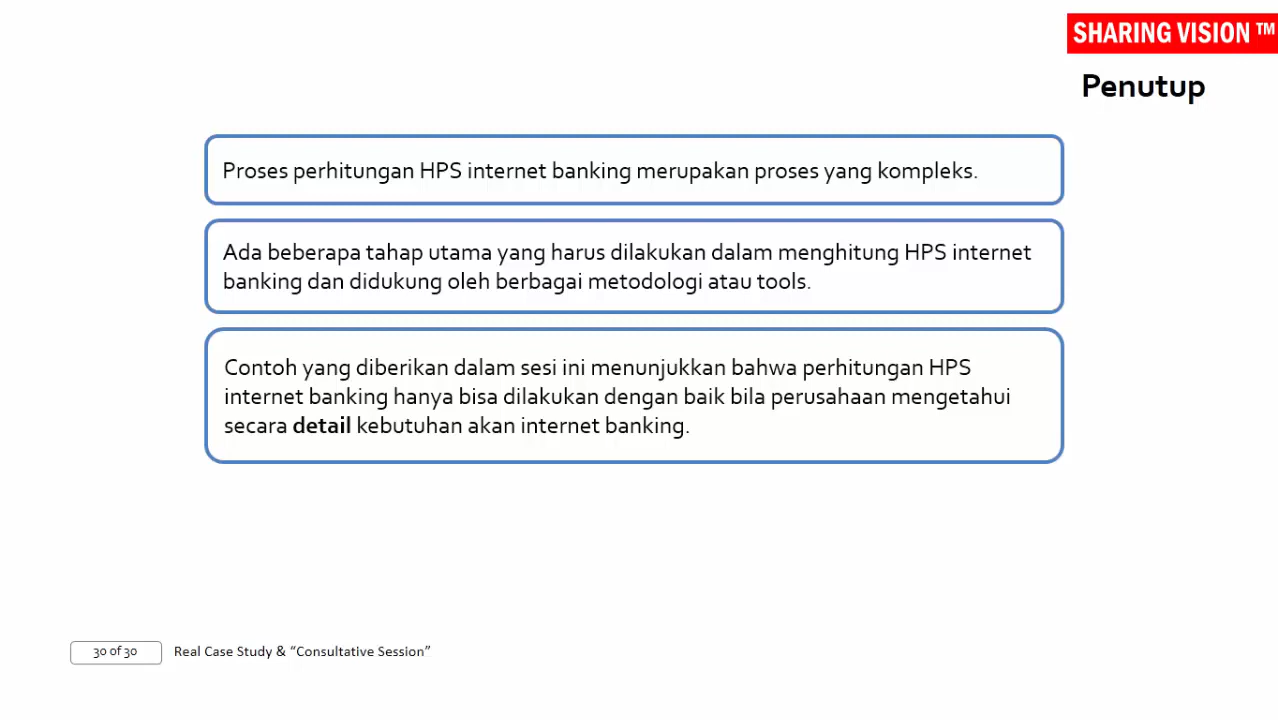 SHARING VISION ™
Penutup
Proses perhitungan HPS internet banking merupakan proses yang kompleks.
Ada beberapa tahap utama yang harus dilakukan dalam menghitung HPS internet
banking dan didukung oleh berbagai metodologi atau tools.
Contoh yang diberikan dalam sesi ini menunjukkan bahwa perhitungan HPS
internet banking hanya bisa dilakukan dengan baik bila perusahaan mengetahui
secara detail kebutuhan akan internet banking.
30 of 30
Real Case Study & “Consultative Session”